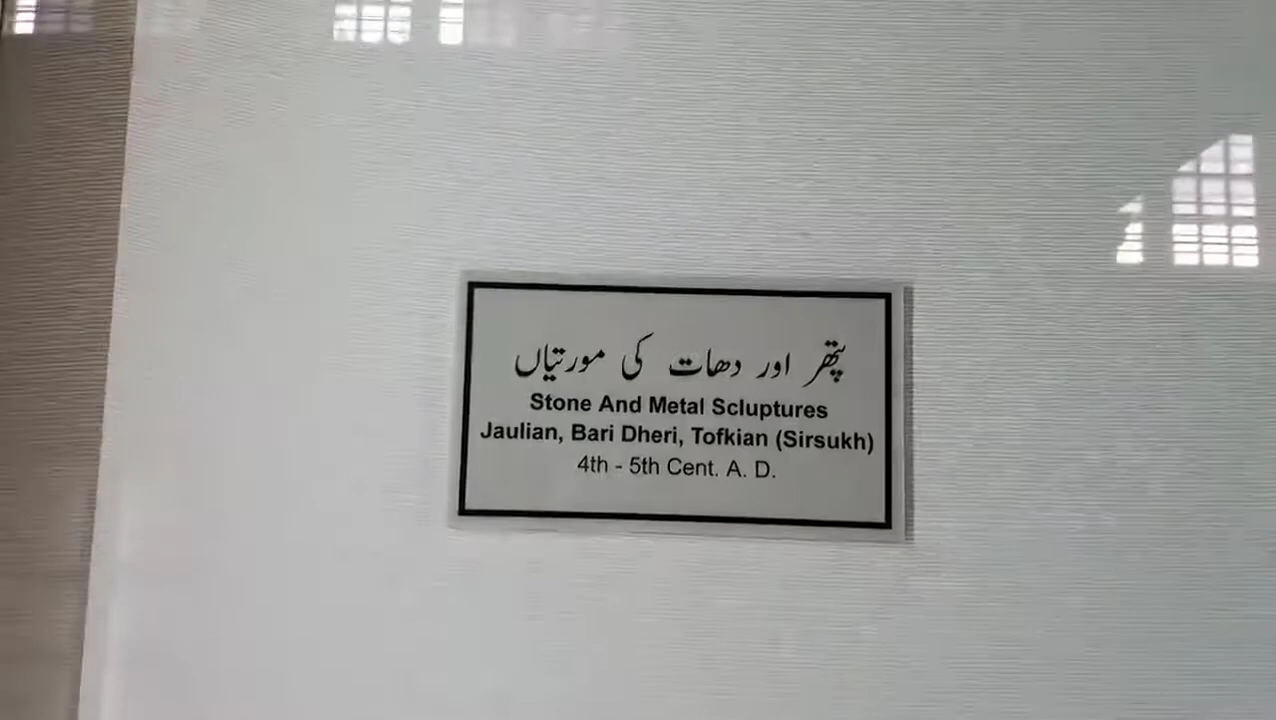 پتھر اور دھات کی مورتیاں
Stone And Metal Scluptures
Jaulian, Bari Dheri, Tofkian (Sirsukh)
4th - 5th Cent. A. D.